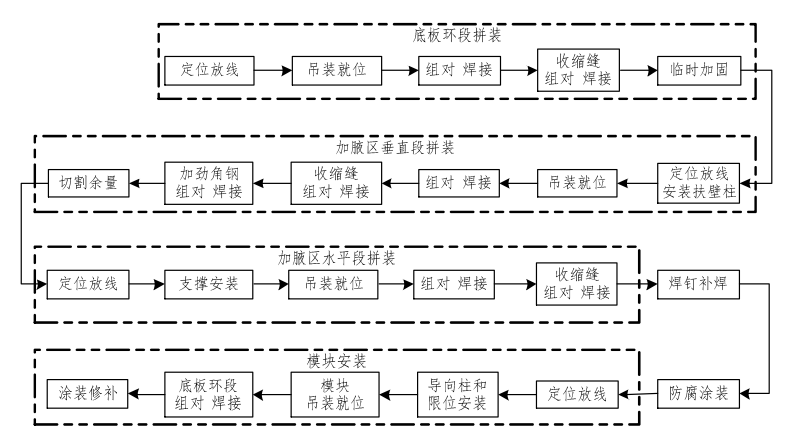 底板环段拼装
定位放线
吊装就位
组对 焊接
收缩缝
组对 焊接
临时加固
加腋区垂直段拼装
切割余量
加劲角钢
组对 焊接
收缩缝
组对 焊接
组对 焊接
吊装就位
定位放线
安装扶壁柱
加腋区水平段拼装
定位放线
支撑安装
吊装就位
组对 焊接
收缩缝
组对 焊接
焊钉补焊
模块安装
涂装修补
底板环段
组对 焊接
模块
吊装就位
导向柱和
限位安装
定位放线
防腐涂装